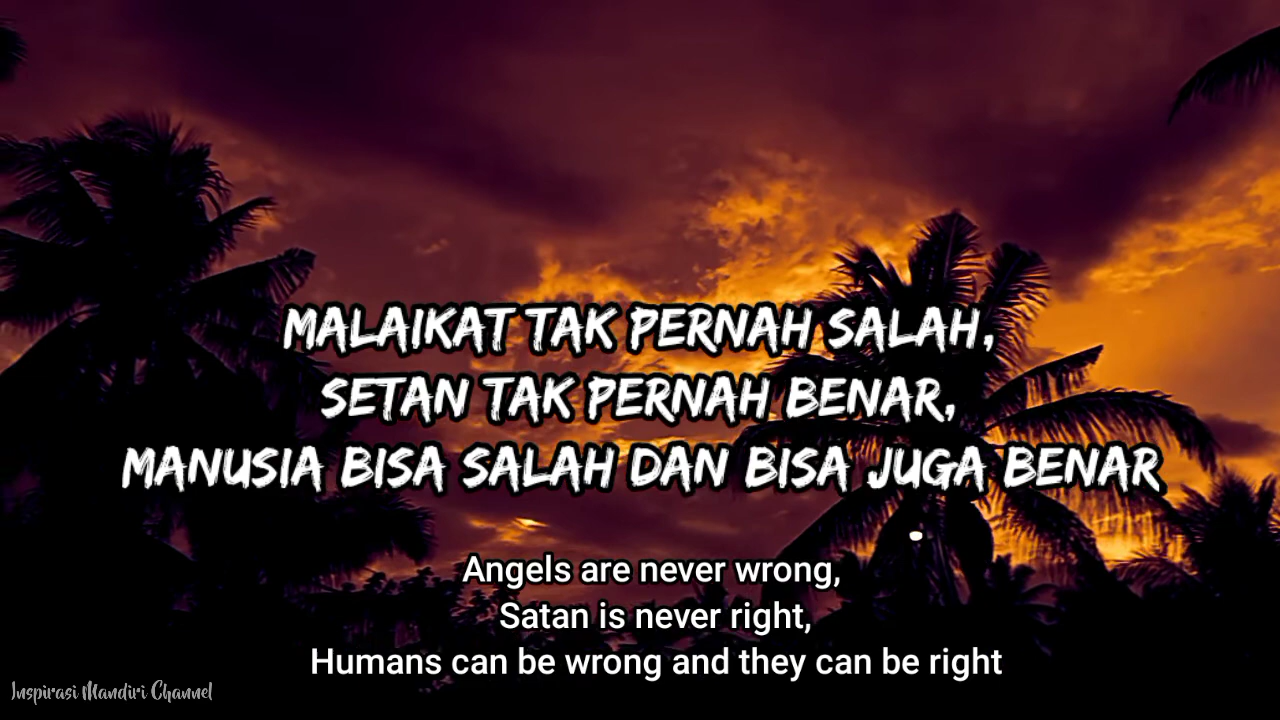 MALAIKAT TAK PERNAH SALAH,
SETAN TAK PERNAH BENAR,
MANUSIA BISA SALAH DAN BISA JUGA BENAR
Angels are never wrong,
Satan is never right,
Humans can be wrong and they can be right
Inspirasi Mandiri Channel